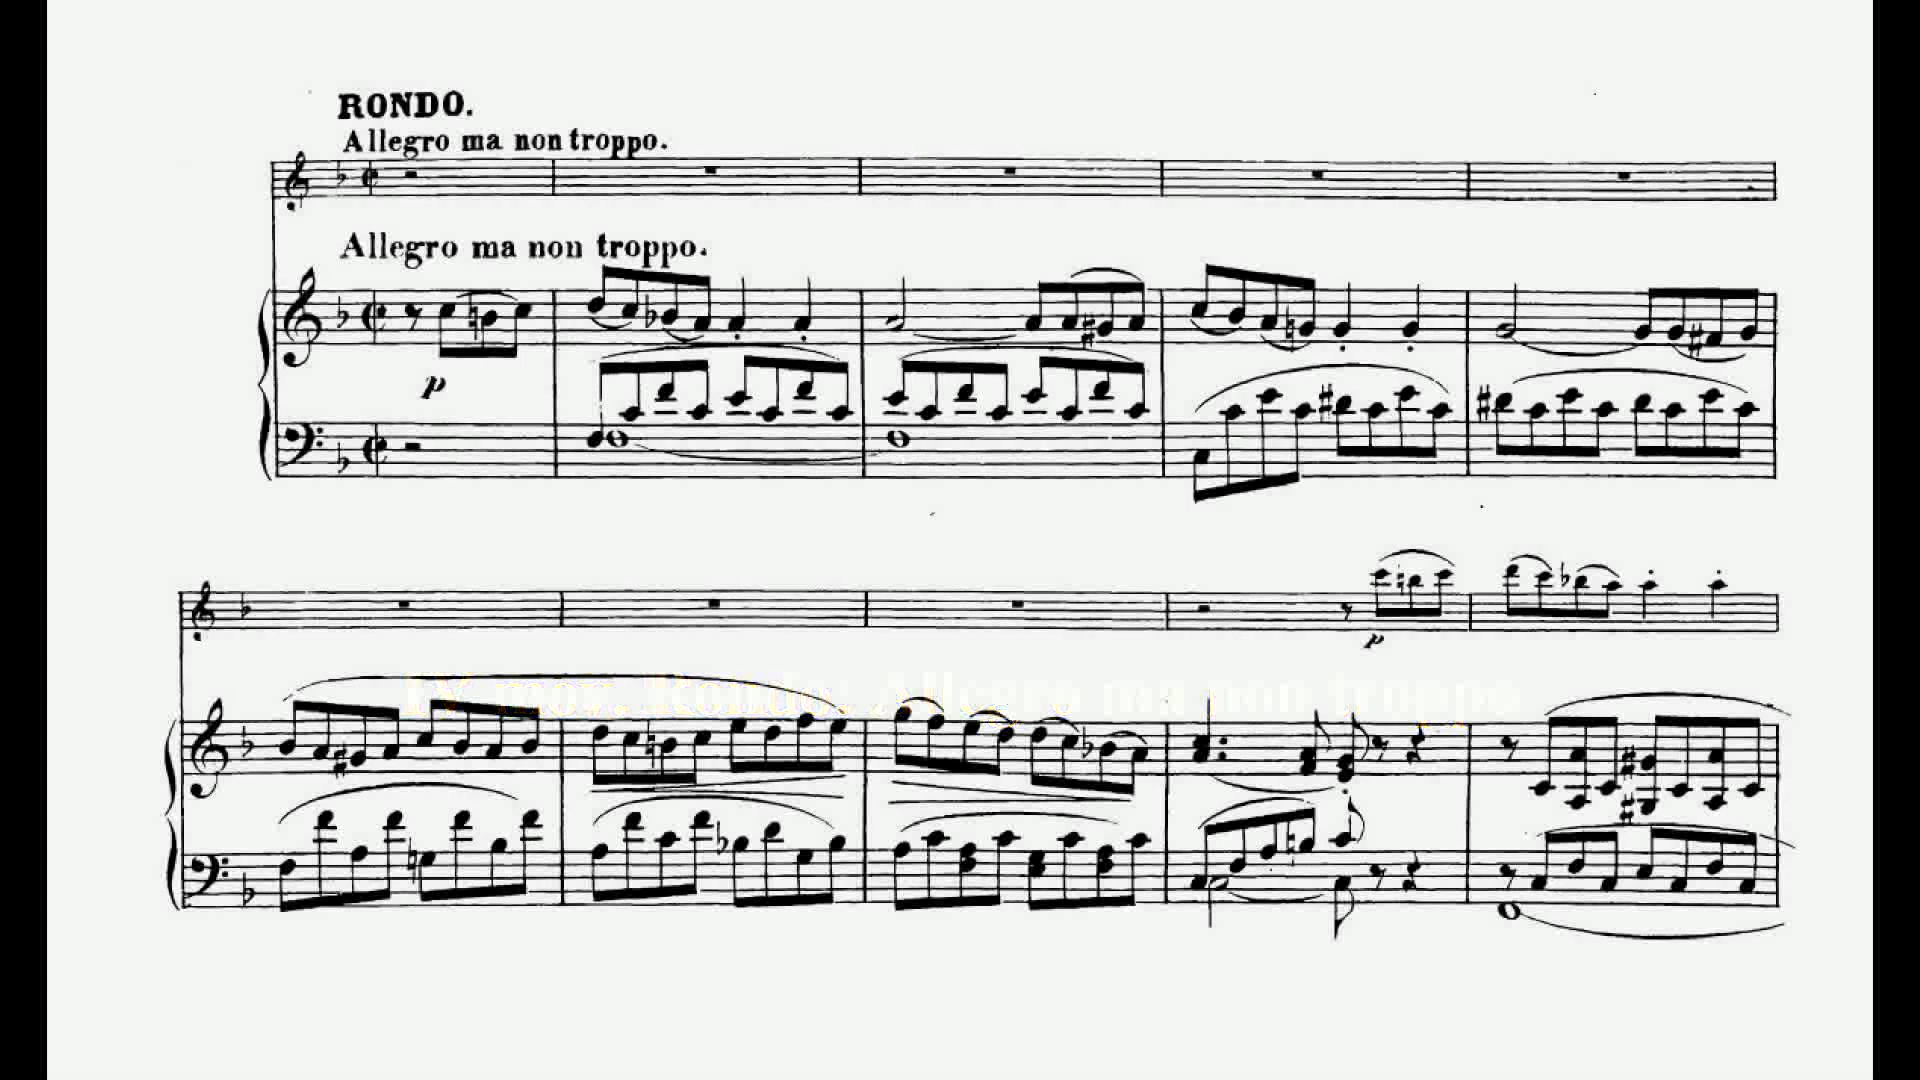 RONDO.
Allegro ma non troppo.
Allegro ma non troppo.
p
p
IV mov. Rondo: Allegro ma non troppo